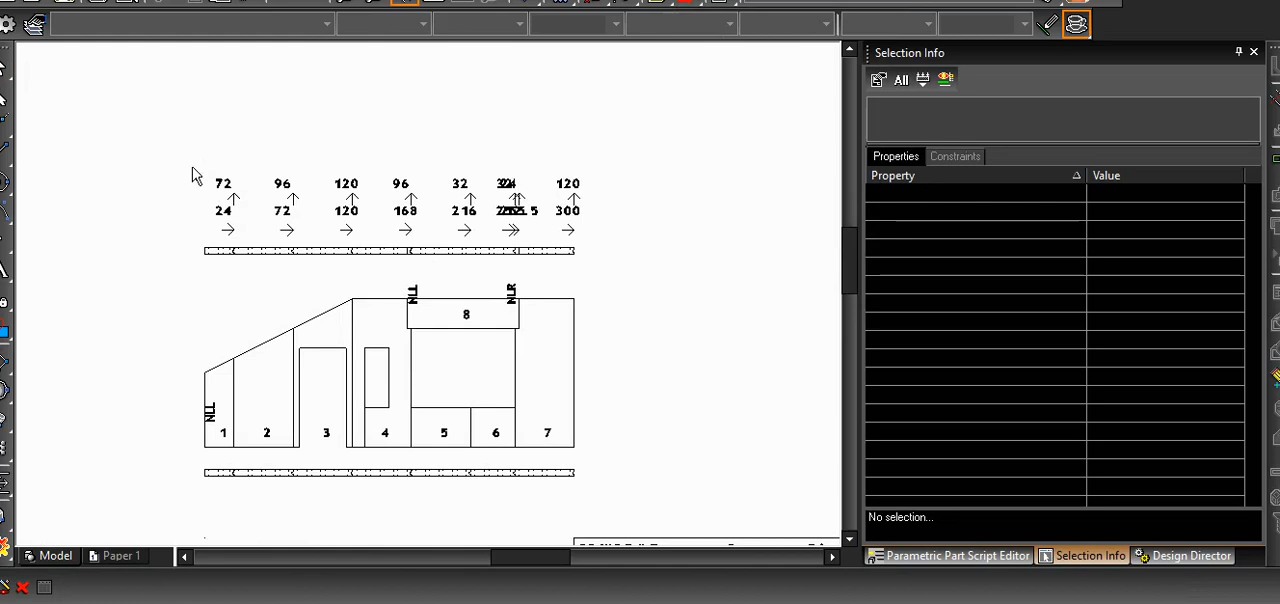 Selection Info
All
Properties Constraints
Property Value
72 96 120 96 32 120
24 72 120 168 216 300
NLL NLR
8
NLL
1 2 3 4 5 6 7
No selection...
Model Paper 1
Parametric Part Script Editor Selection Info Design Director